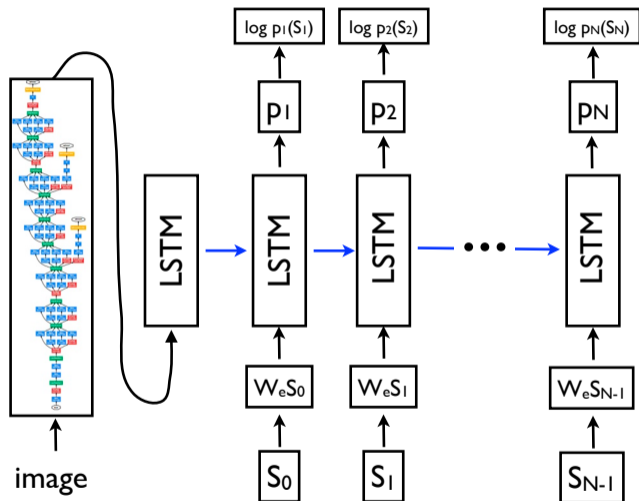 log p1(S1) log p2(S2) log pN(SN)
p1 p2 pN
LSTM LSTM LSTM ••• LSTM
WeS0 WeS1 WeSN-1
image S0 S1 SN-1